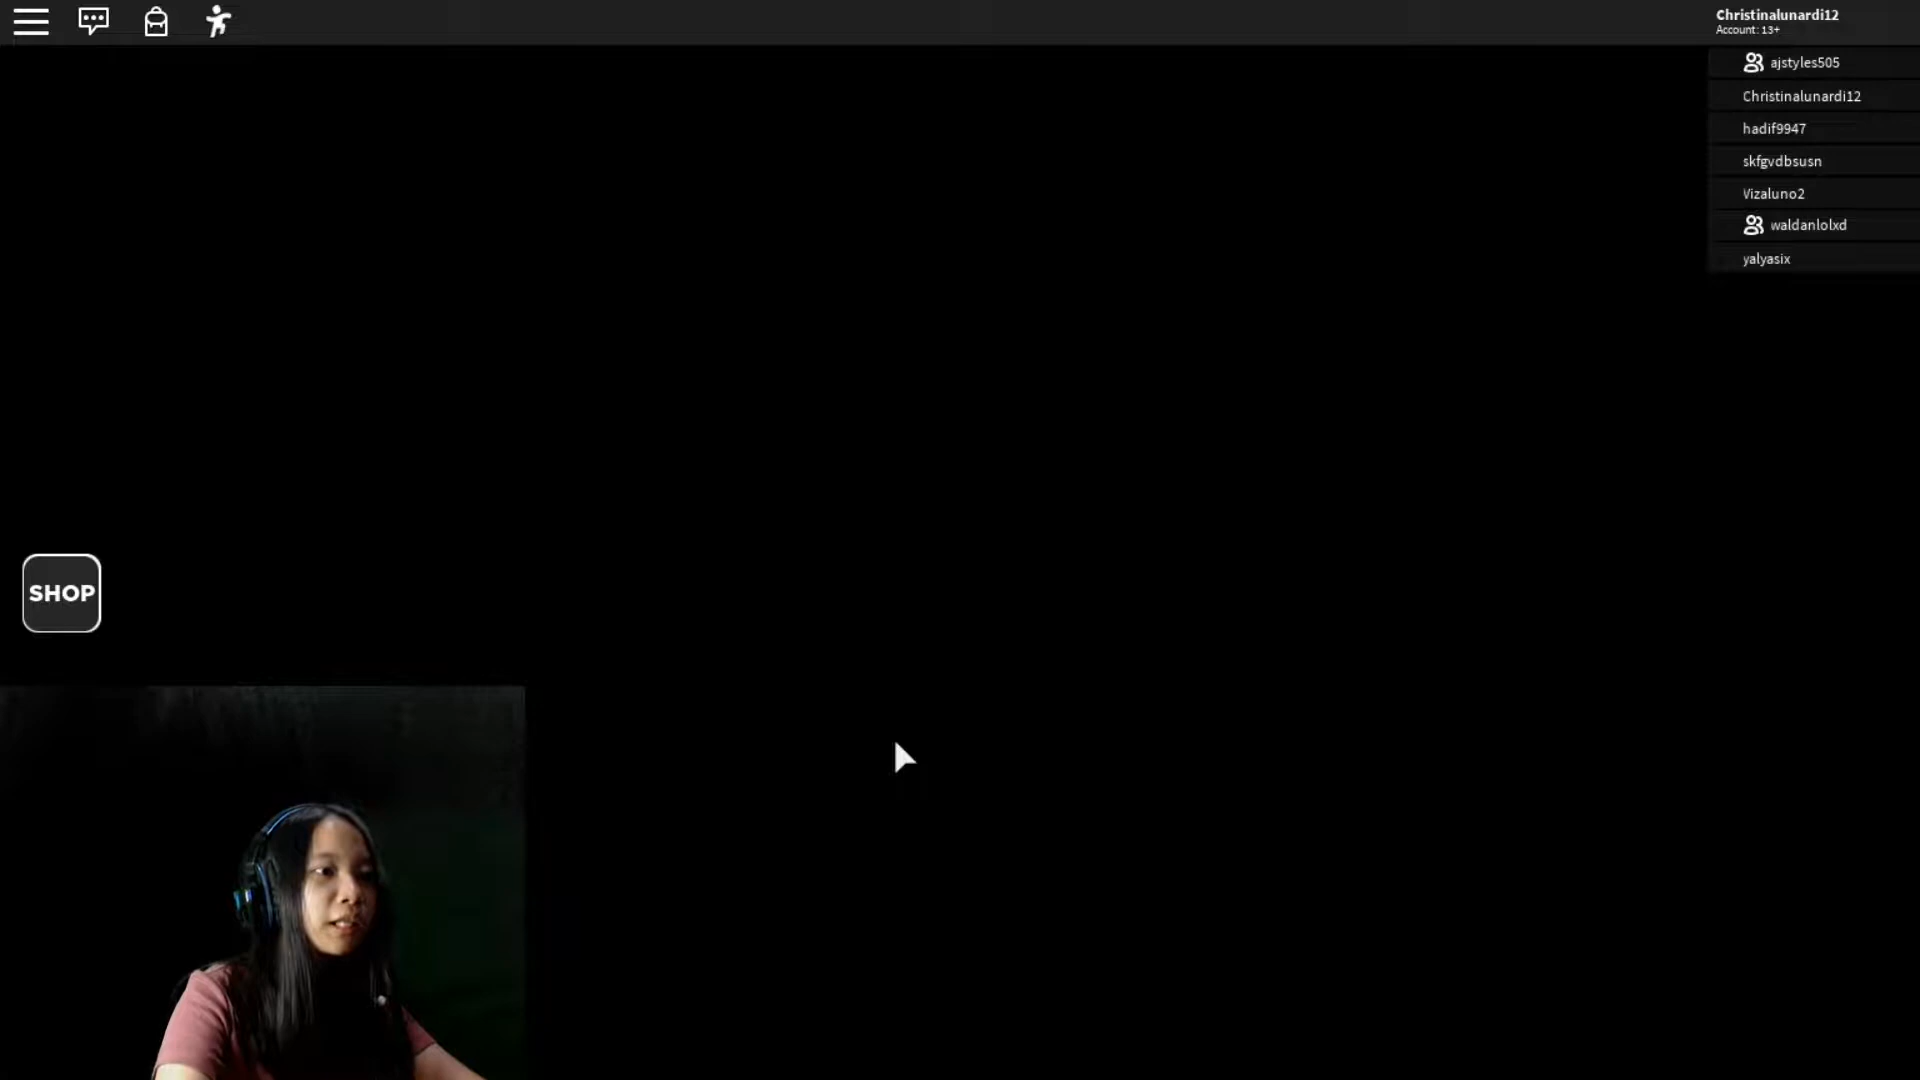 Christinalunardi12
Account: 13+
ajstyles505
Christinalunardi12
hadif9947
skfgvdbsusn
Vizaluno2
waldanlolxd
yalyasix
SHOP